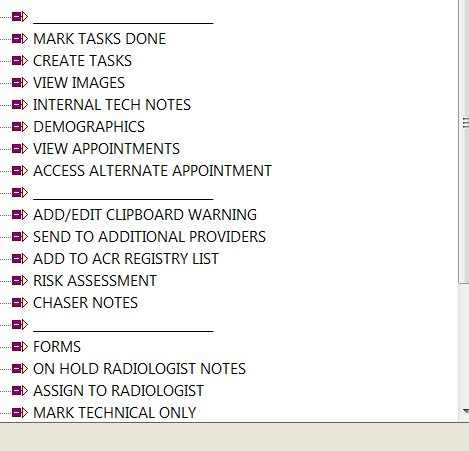 MARK TASKS DONE
CREATE TASKS
VIEW IMAGES
INTERNAL TECH NOTES
DEMOGRAPHICS
VIEW APPOINTMENTS
ACCESS ALTERNATE APPOINTMENT
ADD/EDIT CLIPBOARD WARNING
SEND TO ADDITIONAL PROVIDERS
ADD TO ACR REGISTRY LIST
RISK ASSESSMENT
CHASER NOTES
FORMS
ON HOLD RADIOLOGIST NOTES
ASSIGN TO RADIOLOGIST
MARK TECHNICAL ONLY